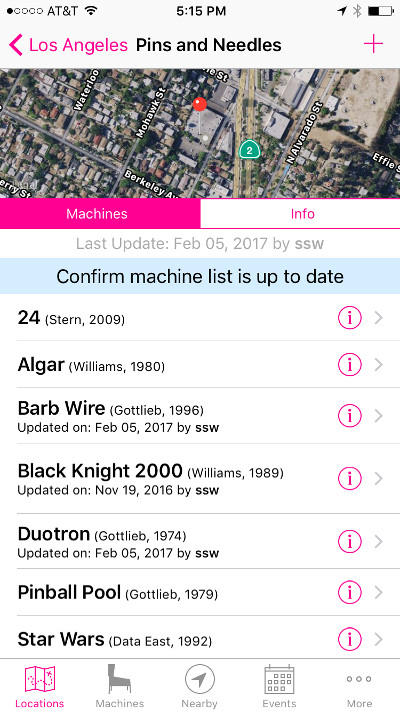 AT&T 5:15 PM
Los Angeles Pins and Needles
Waterloo
Mohawk St
ie St
2
N Alvarado St
Effie St
Berkeley Av
erry St
Machines Info
Last Update: Feb 05, 2017 by ssw
Confirm machine list is up to date
24 (Stern, 2009)
Algar (Williams, 1980)
Barb Wire (Gottlieb, 1996)
Updated on: Feb 05, 2017 by ssw
Black Knight 2000 (Williams, 1989)
Updated on: Nov 19, 2016 by ssw
Duotron (Gottlieb, 1974)
Updated on: Feb 05, 2017 by ssw
Pinball Pool (Gottlieb, 1979)
Star Wars (Data East, 1992)
Locations Machines Nearby Events More